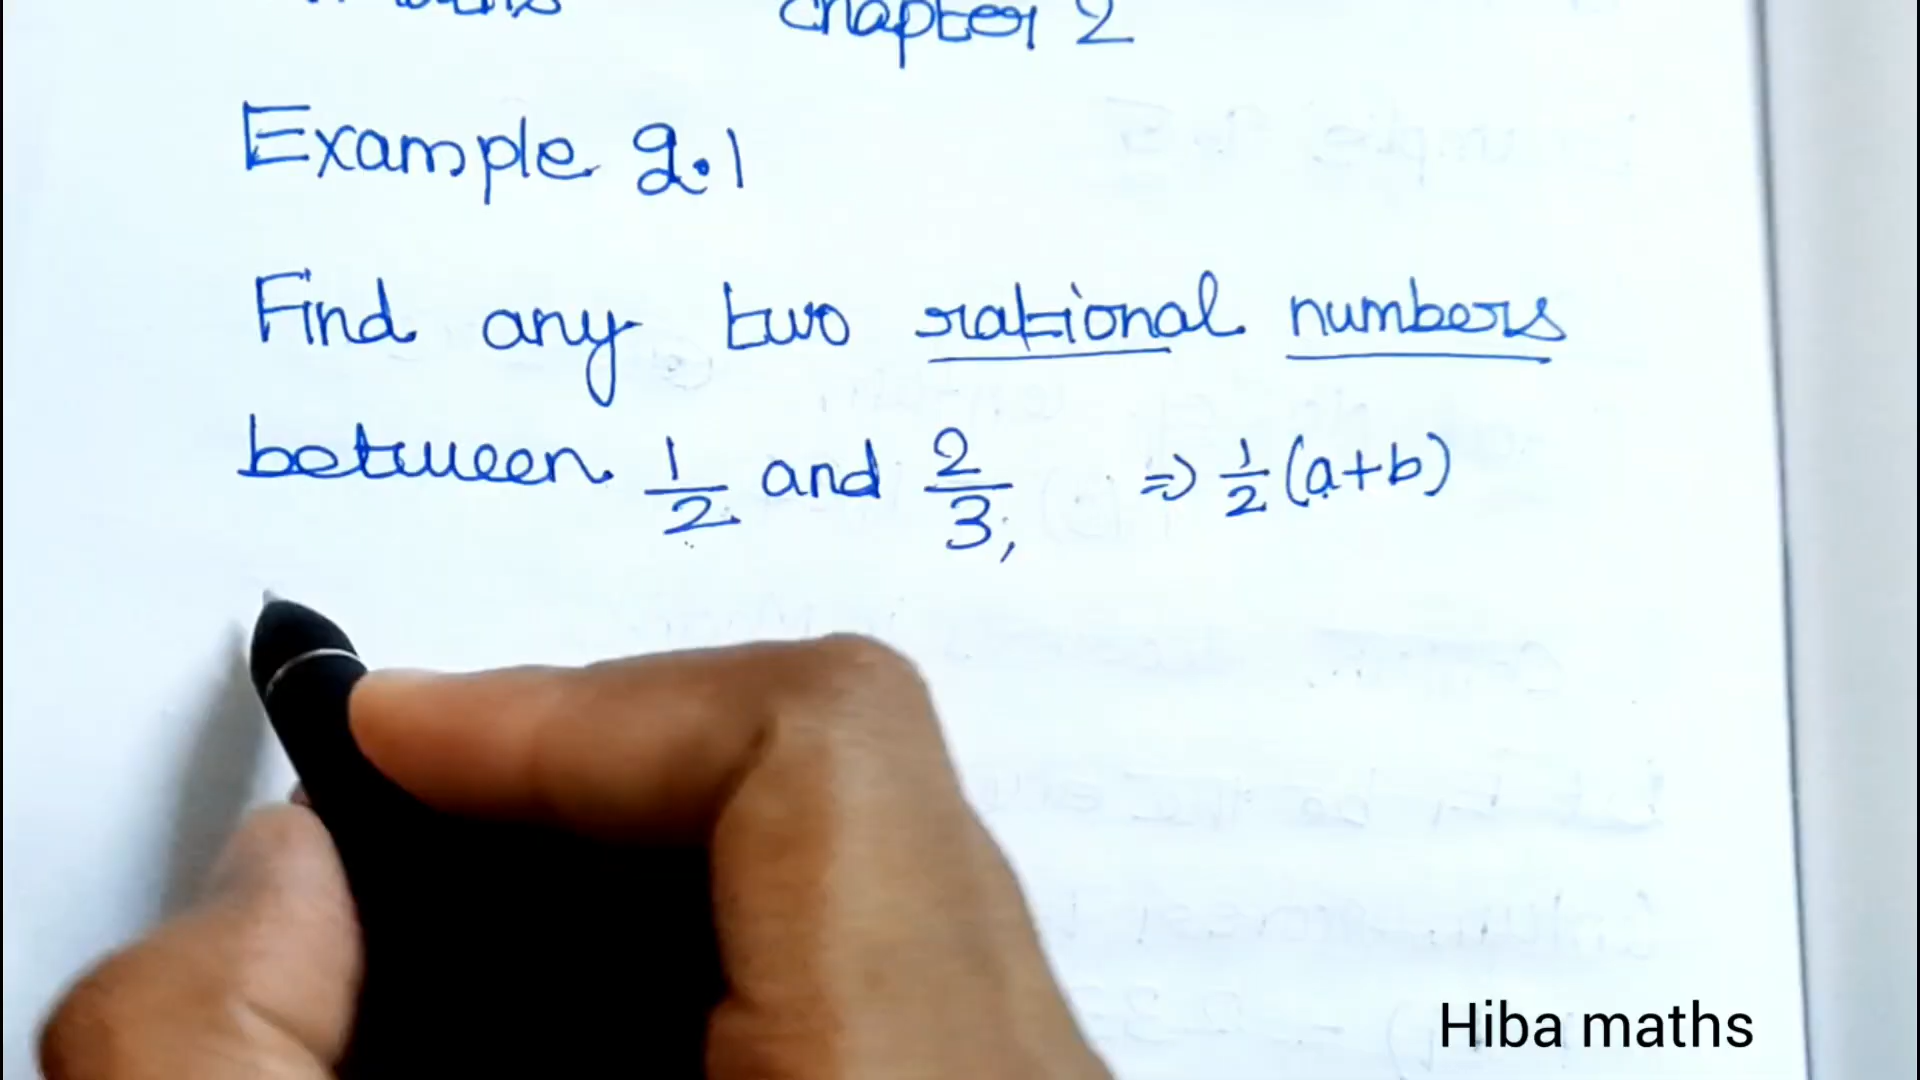 Chapter 2
Example 2.1
Find any two rational numbers
between 1/2 and 2/3, => 1/2 (a+b)
Hiba maths